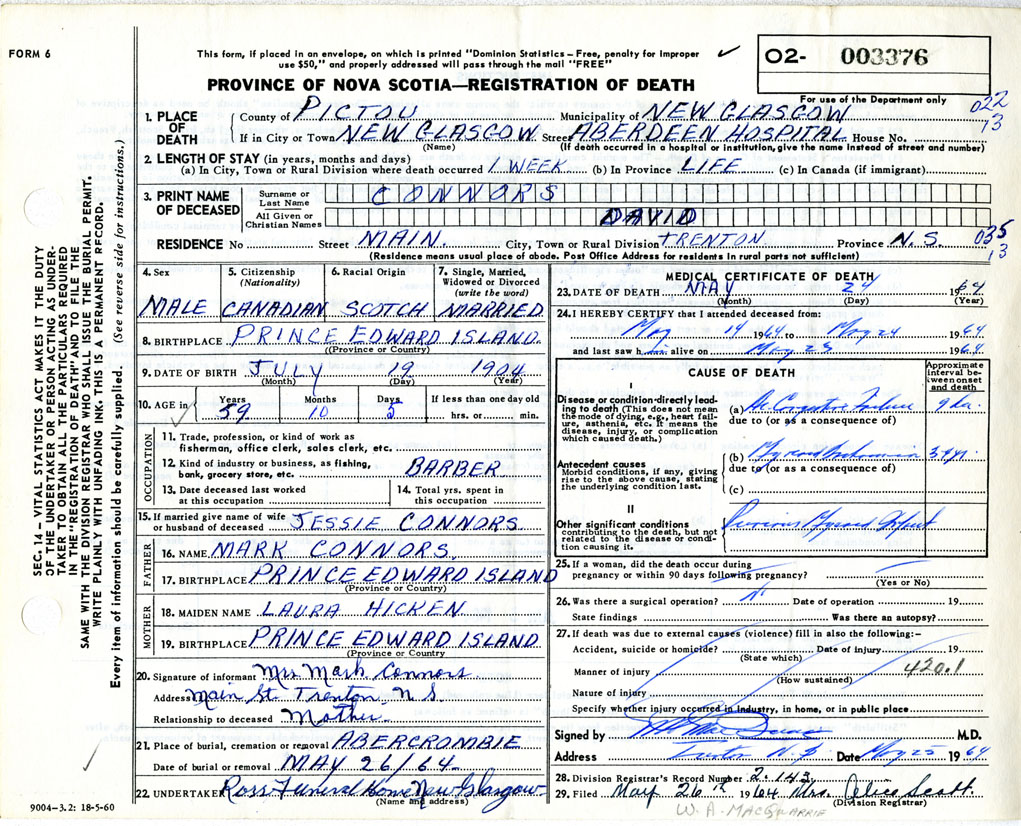 FORM 6
This form, if placed in an envelope, on which is printed "Dominion Statistics – Free, penalty for improper
use $50," and properly addressed will pass through the mail "FREE"
✓
02- 003376
PROVINCE OF NOVA SCOTIA—REGISTRATION OF DEATH
For use of the Department only
022
13
1. PLACE OF DEATH
County of PICTOU Municipality of NEW GLASGOW
If in City or Town NEW GLASGOW Street ABERDEEN HOSPITAL House No.
(Name) (If death occurred in a hospital or institution, give the name instead of street and number)
2. LENGTH OF STAY (in years, months and days)
(a) In City, Town or Rural Division where death occurred 1 WEEK (b) In Province LIFE (c) In Canada (if immigrant)
3. PRINT NAME OF DECEASED
Surname or Last Name CONNORS
All Given or Christian Names DAVID
RESIDENCE No Street MAIN. City, Town or Rural Division TRENTON Province N.S.
035
13
(Residence means usual place of abode. Post Office Address for residents in rural parts not sufficient)
SEC. 14 – VITAL STATISTICS ACT MAKES IT THE DUTY
OF THE UNDERTAKER OR PERSON ACTING AS UNDER-
TAKER TO OBTAIN ALL THE PARTICULARS REQUIRED
IN THE "REGISTRATION OF DEATH" AND TO FILE THE
SAME WITH THE DIVISION REGISTRAR WHO SHALL ISSUE THE BURIAL PERMIT.
WRITE PLAINLY WITH UNFADING INK. THIS IS A PERMANENT RECORD.
Every item of information should be carefully supplied. (See reverse side for instructions.)
4. Sex
MALE
5. Citizenship (Nationality)
CANADIAN
6. Racial Origin
SCOTCH
7. Single, Married, Widowed or Divorced (write the word)
MARRIED
8. BIRTHPLACE PRINCE EDWARD ISLAND.
(Province or Country)
9. DATE OF BIRTH JULY 19 1904
(Month) (Day) (Year)
10. AGE in
Years Months Days If less than one day old
59 10 5 hrs. or min.
OCCUPATION
11. Trade, profession, or kind of work as
fisherman, office clerk, sales clerk, etc.
12. Kind of industry or business, as fishing,
bank, grocery store, etc. BARBER
13. Date deceased last worked
at this occupation
14. Total yrs. spent in
this occupation
15. If married give name of wife
or husband of deceased JESSIE CONNORS
FATHER
16. NAME MARK CONNORS.
17. BIRTHPLACE PRINCE EDWARD ISLAND
(Province or Country)
MOTHER
18. MAIDEN NAME LAURA HICKEN
19. BIRTHPLACE PRINCE EDWARD ISLAND
(Province or Country
20. Signature of informant Mrs Mark Connors
Address Main St. Trenton, N S
Relationship to deceased Mother.
21. Place of burial, cremation or removal ABERCROMBIE
Date of burial or removal MAY 26/64.
22. UNDERTAKER Ross Funeral Home New Glasgow
(Name and address)
✓
9004-3.2: 18-5-60
MEDICAL CERTIFICATE OF DEATH
23. DATE OF DEATH MAY 24 1964
(Month) (Day) (Year)
24. I HEREBY CERTIFY that I attended deceased from:
May 14 1964 to May 24 1964
and last saw him alive on May 1964
CAUSE OF DEATH
Approximate interval between onset and death
I
Disease or condition directly leading to death (This does not mean the mode of dying, e.g., heart failure, asthenia, etc. It means the disease, injury, or complication which caused death.)
(a) Failure
due to (or as a consequence of)
Antecedent causes
Morbid conditions, if any, giving rise to the above cause, stating the underlying condition last.
(b)
due to (or as a consequence of)
(c)
II
Other significant conditions contributing to the death, but not related to the disease or condition causing it.
Previous
25. If a woman, did the death occur during
pregnancy or within 90 days following pregnancy?
(Yes or No)
26. Was there a surgical operation? No Date of operation 19
State findings Was there an autopsy?
27. If death was due to external causes (violence) fill in also the following:–
Accident, suicide or homicide? Date of injury 19
(State which)
Manner of injury 420.1
(How sustained)
Nature of injury
Specify whether injury occurred in industry, in home, or in public place
Signed by M.D.
Address Trenton N.S. Date May 25 1964
28. Division Registrar's Record Number 2-143
29. Filed May 26th 1964 Mrs. Alice Scott.
(Division Registrar)
W. A. MACQUARRIE